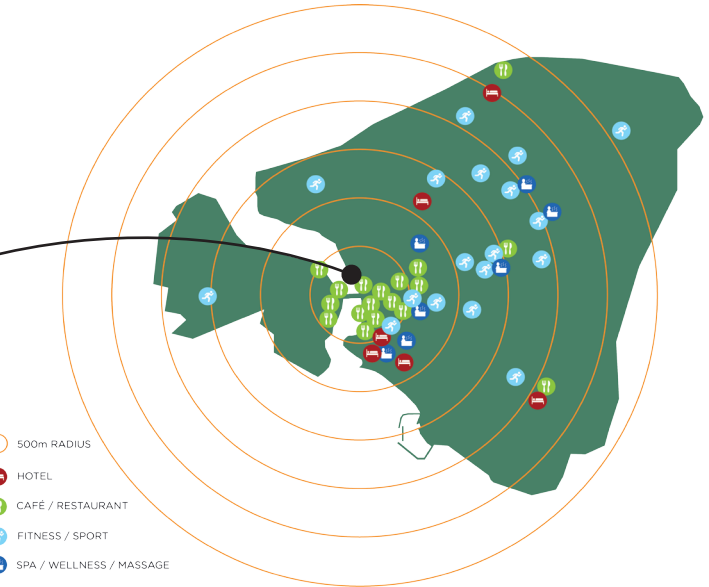 500m RADIUS
HOTEL
CAFÉ / RESTAURANT
FITNESS / SPORT
SPA / WELLNESS / MASSAGE